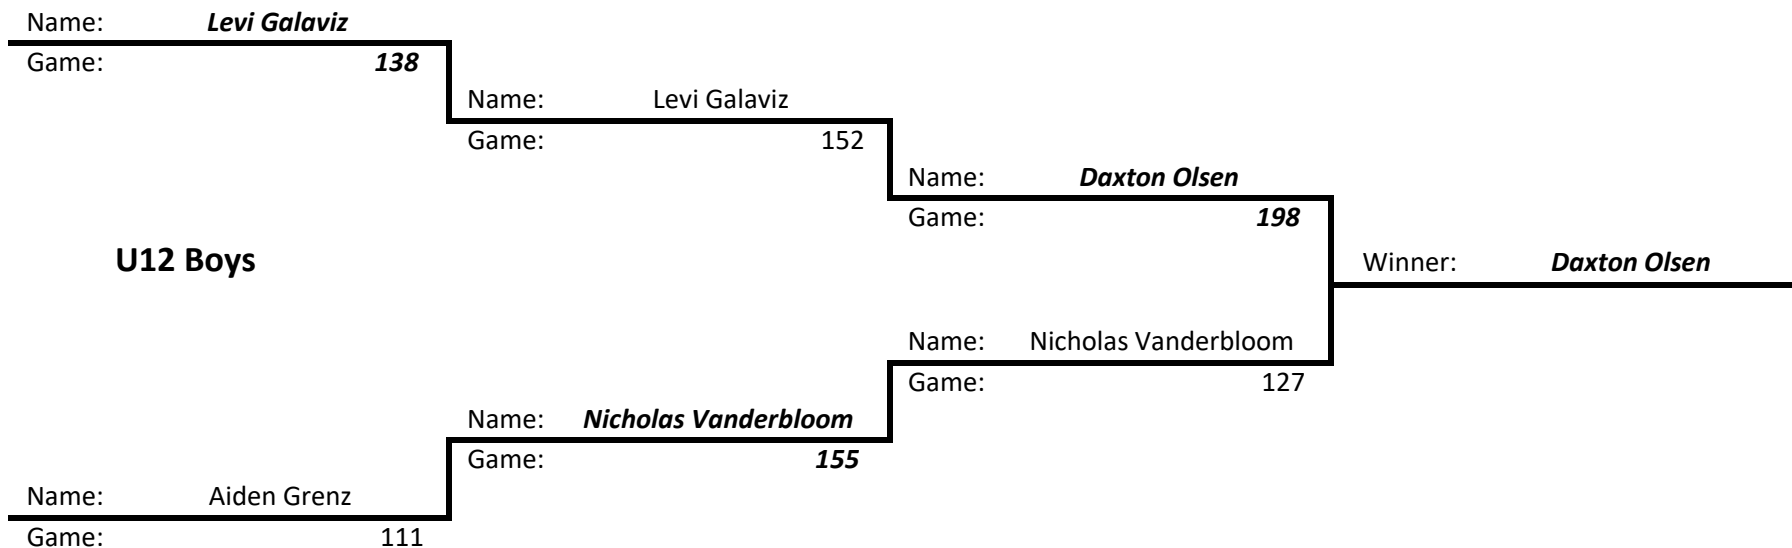 Name: Levi Galaviz
Game: 138
Name: Levi Galaviz
Game: 152
Name: Daxton Olsen
Game: 198
U12 Boys
Winner: Daxton Olsen
Name: Nicholas Vanderbloom
Game: 127
Name: Nicholas Vanderbloom
Game: 155
Name: Aiden Grenz
Game: 111